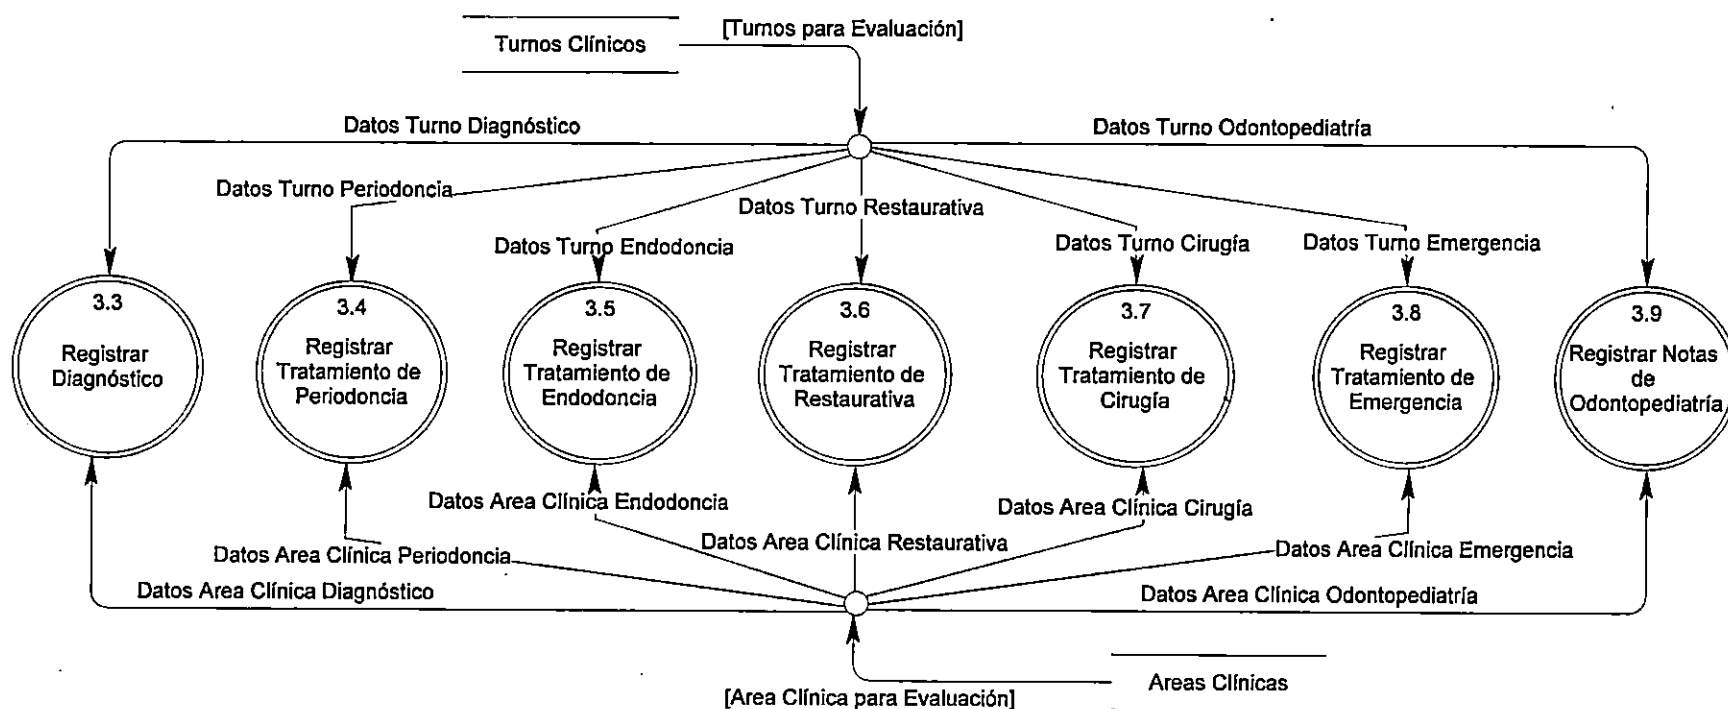 [Turnos para Evaluación]
Turnos Clínicos
Datos Turno Diagnóstico
Datos Turno Odontopediatría
Datos Turno Periodoncia
Datos Turno Restaurativa
Datos Turno Endodoncia
Datos Turno Cirugía
Datos Turno Emergencia
3.3
Registrar
Diagnóstico
3.4
Registrar
Tratamiento de
Periodoncia
3.5
Registrar
Tratamiento de
Endodoncia
3.6
Registrar
Tratamiento de
Restaurativa
3.7
Registrar
Tratamiento de
Cirugía
3.8
Registrar
Tratamiento de
Emergencia
3.9
Registrar Notas
de
Odontopediatría
Datos Area Clínica Endodoncia
Datos Area Clínica Cirugía
Datos Area Clínica Periodoncia
Datos Area Clínica Restaurativa
Datos Area Clínica Emergencia
Datos Area Clínica Diagnóstico
Datos Area Clínica Odontopediatría
Areas Clínicas
[Area Clínica para Evaluación]